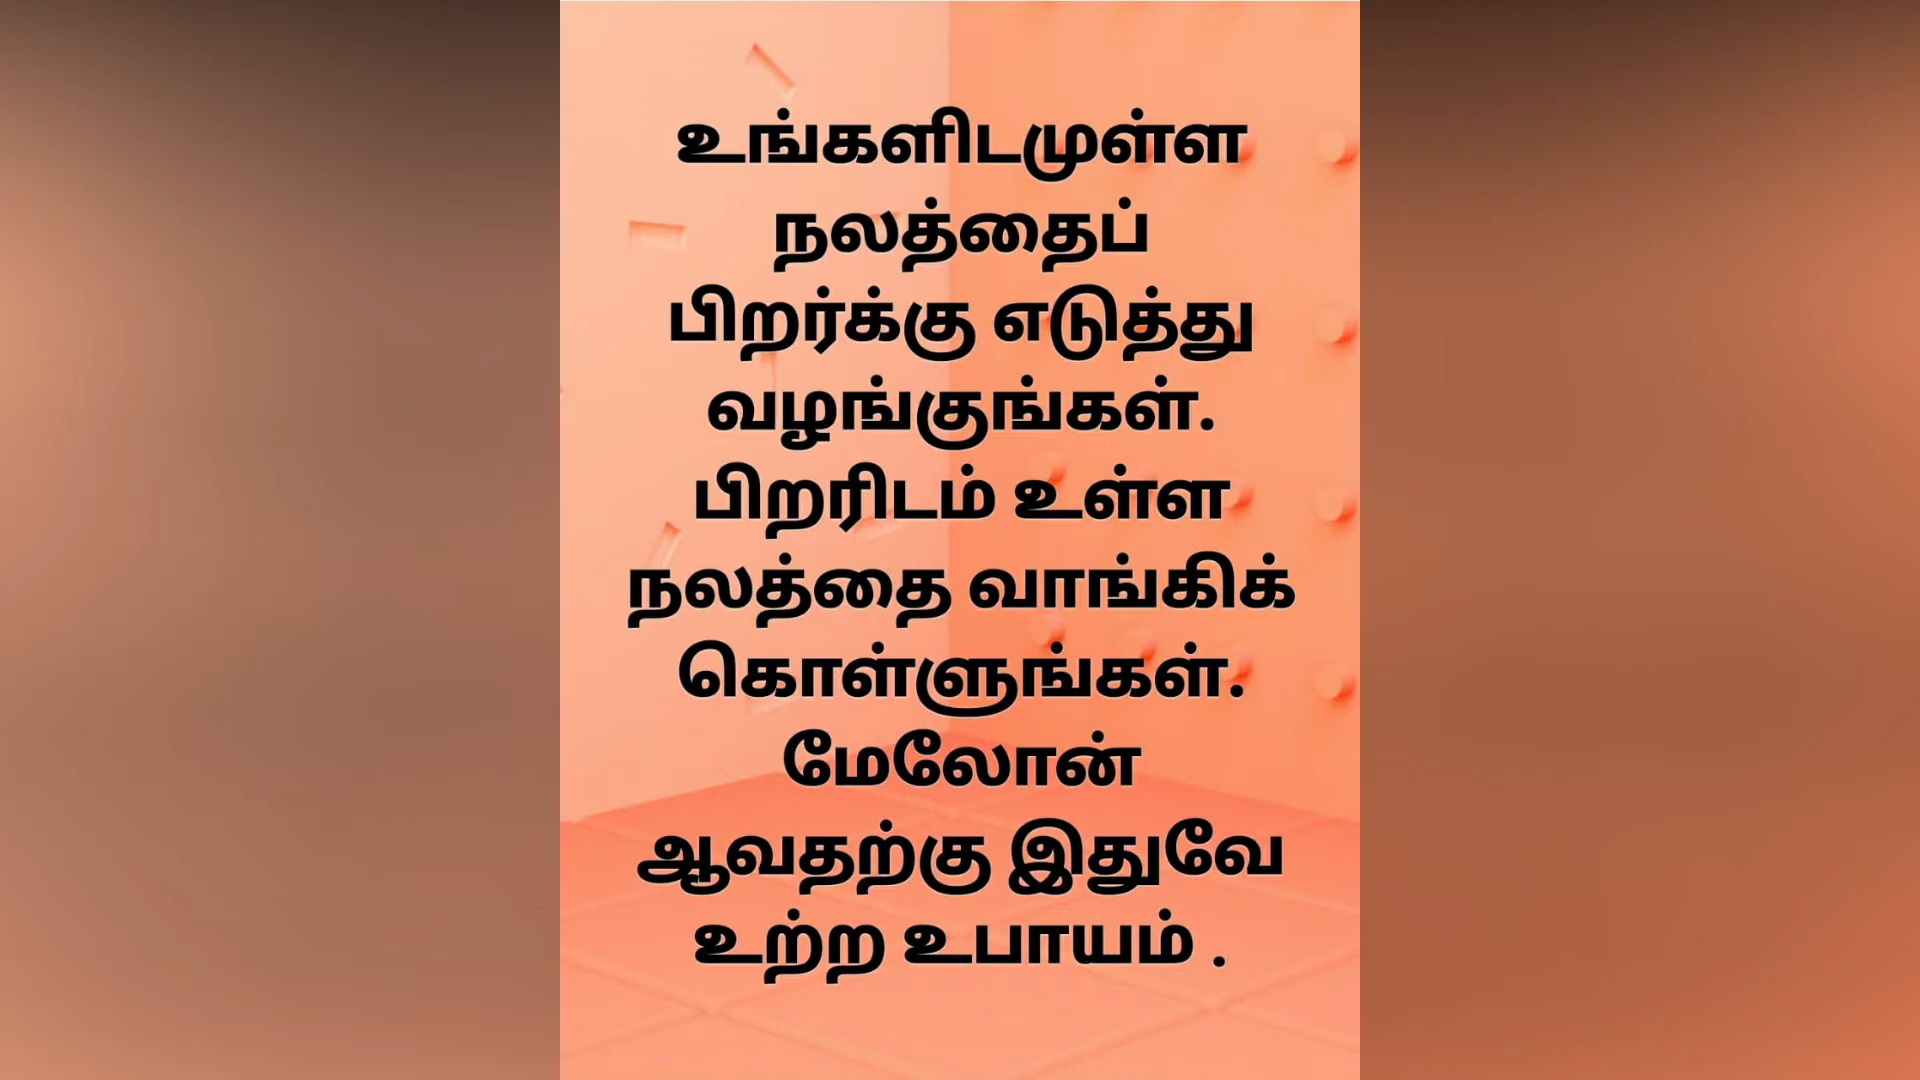 உங்களிடமுள்ள
நலத்தைப்
பிறர்க்கு எடுத்து
வழங்குங்கள்.
பிறரிடம் உள்ள
நலத்தை வாங்கிக்
கொள்ளுங்கள்.
மேலோன்
ஆவதற்கு இதுவே
உற்ற உபாயம் .